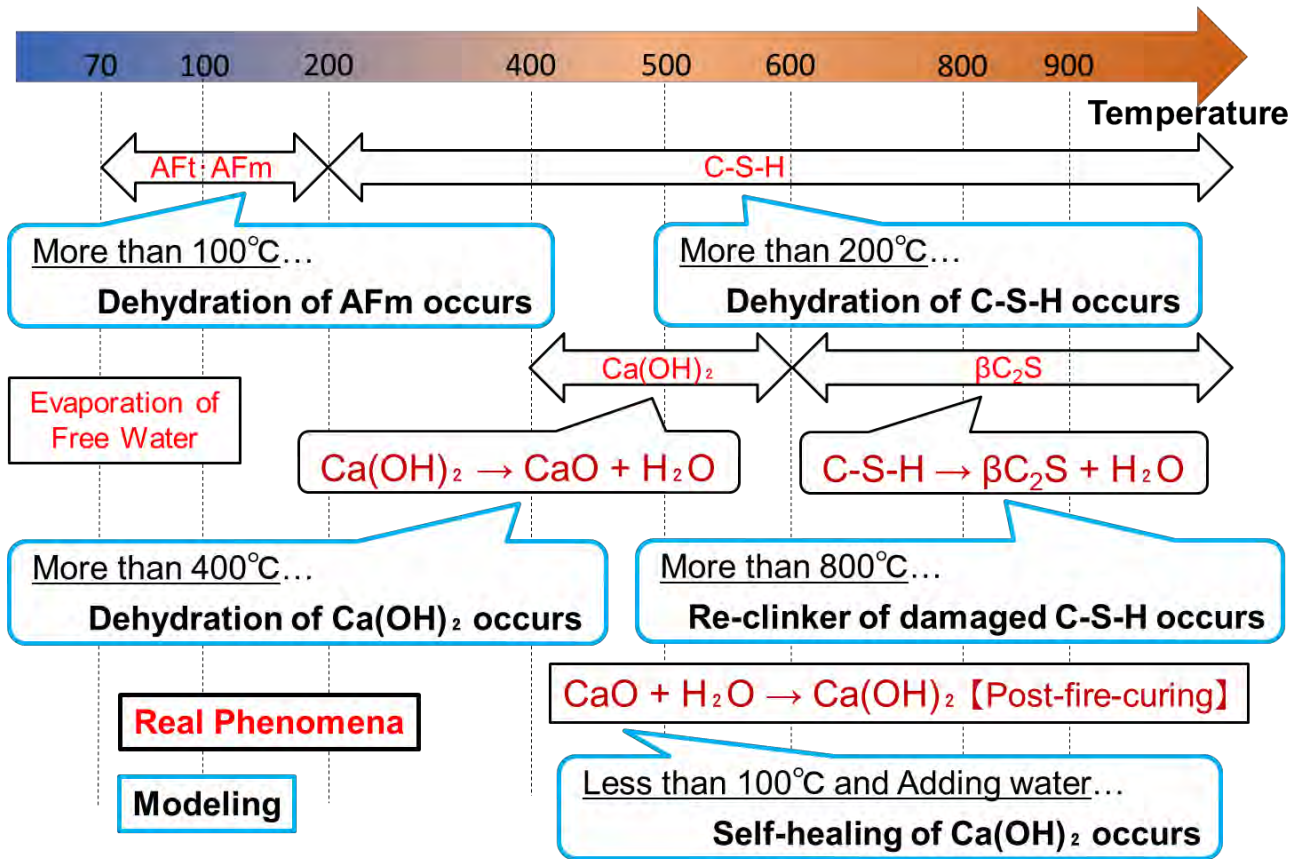 70 100 200 400 500 600 800 900
Temperature
AFt·AFm
C-S-H
More than 100℃…
Dehydration of AFm occurs
More than 200℃…
Dehydration of C-S-H occurs
Ca(OH)₂
βC₂S
Evaporation of
Free Water
Ca(OH)₂ → CaO + H₂O
C-S-H → βC₂S + H₂O
More than 400℃…
Dehydration of Ca(OH)₂ occurs
More than 800℃…
Re-clinker of damaged C-S-H occurs
CaO + H₂O → Ca(OH)₂【Post-fire-curing】
Real Phenomena
Modeling
Less than 100℃ and Adding water…
Self-healing of Ca(OH)₂ occurs